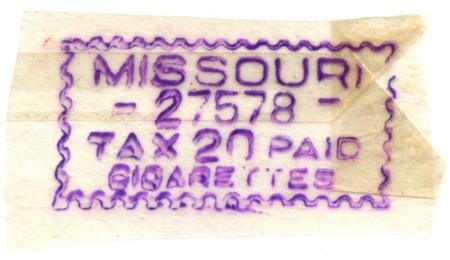 MISSOURI
- 27578 -
TAX 20 PAID
CIGARETTES